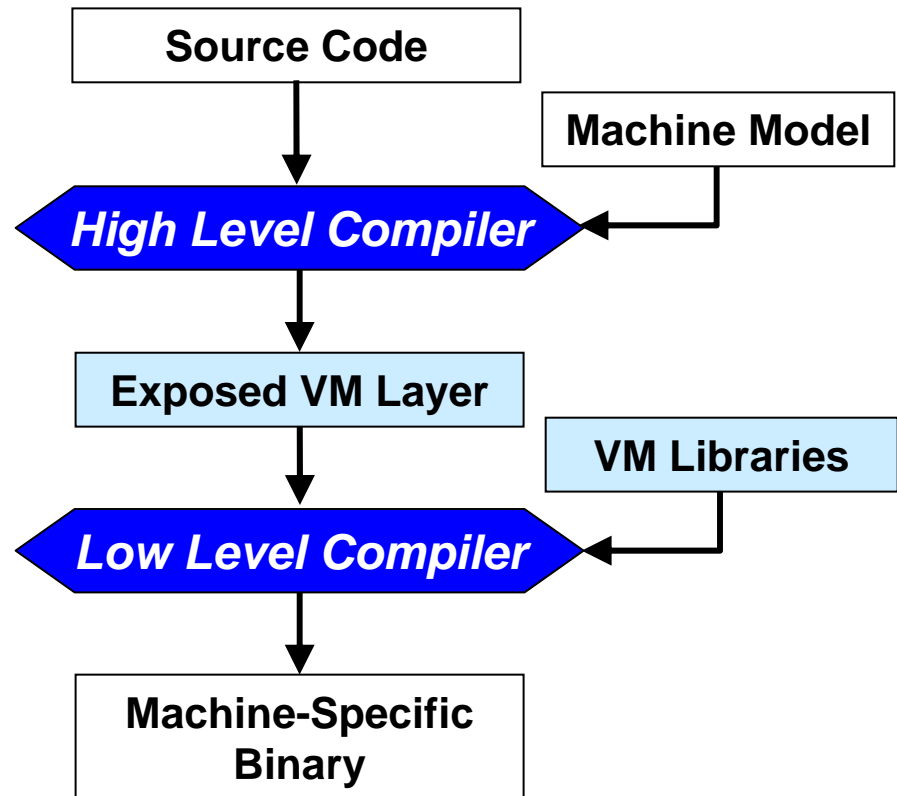 Source Code
Machine Model
High Level Compiler
Exposed VM Layer
VM Libraries
Low Level Compiler
Machine-Specific
Binary